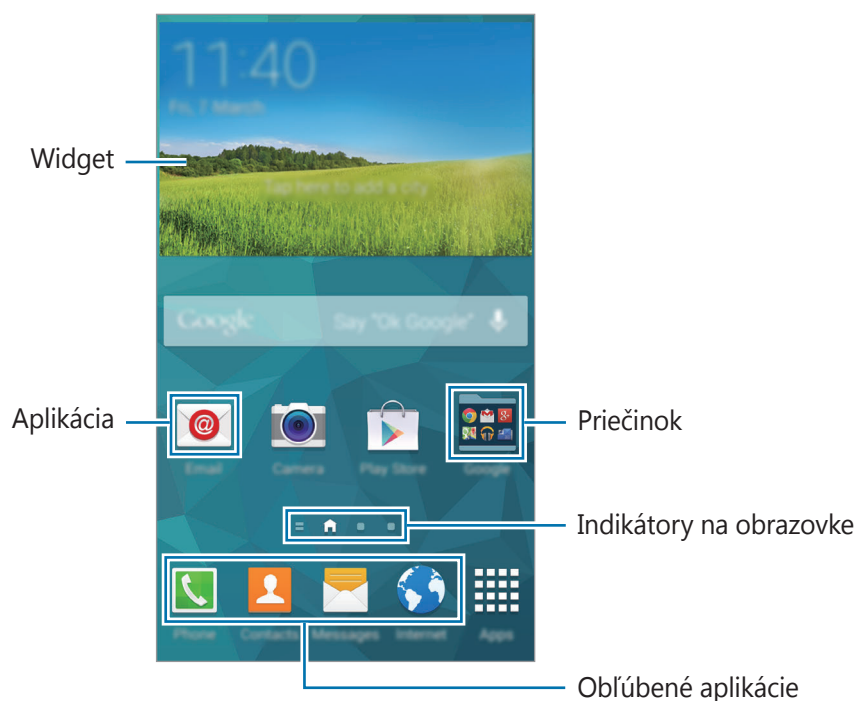 11:40
Fri, 7 March
Widget
Tap here to add a city
Google Say "Ok Google"
Aplikácia
Priečinok
Email Camera Play Store Google
Indikátory na obrazovke
Phone Contacts Messages Internet Apps
Obľúbené aplikácie